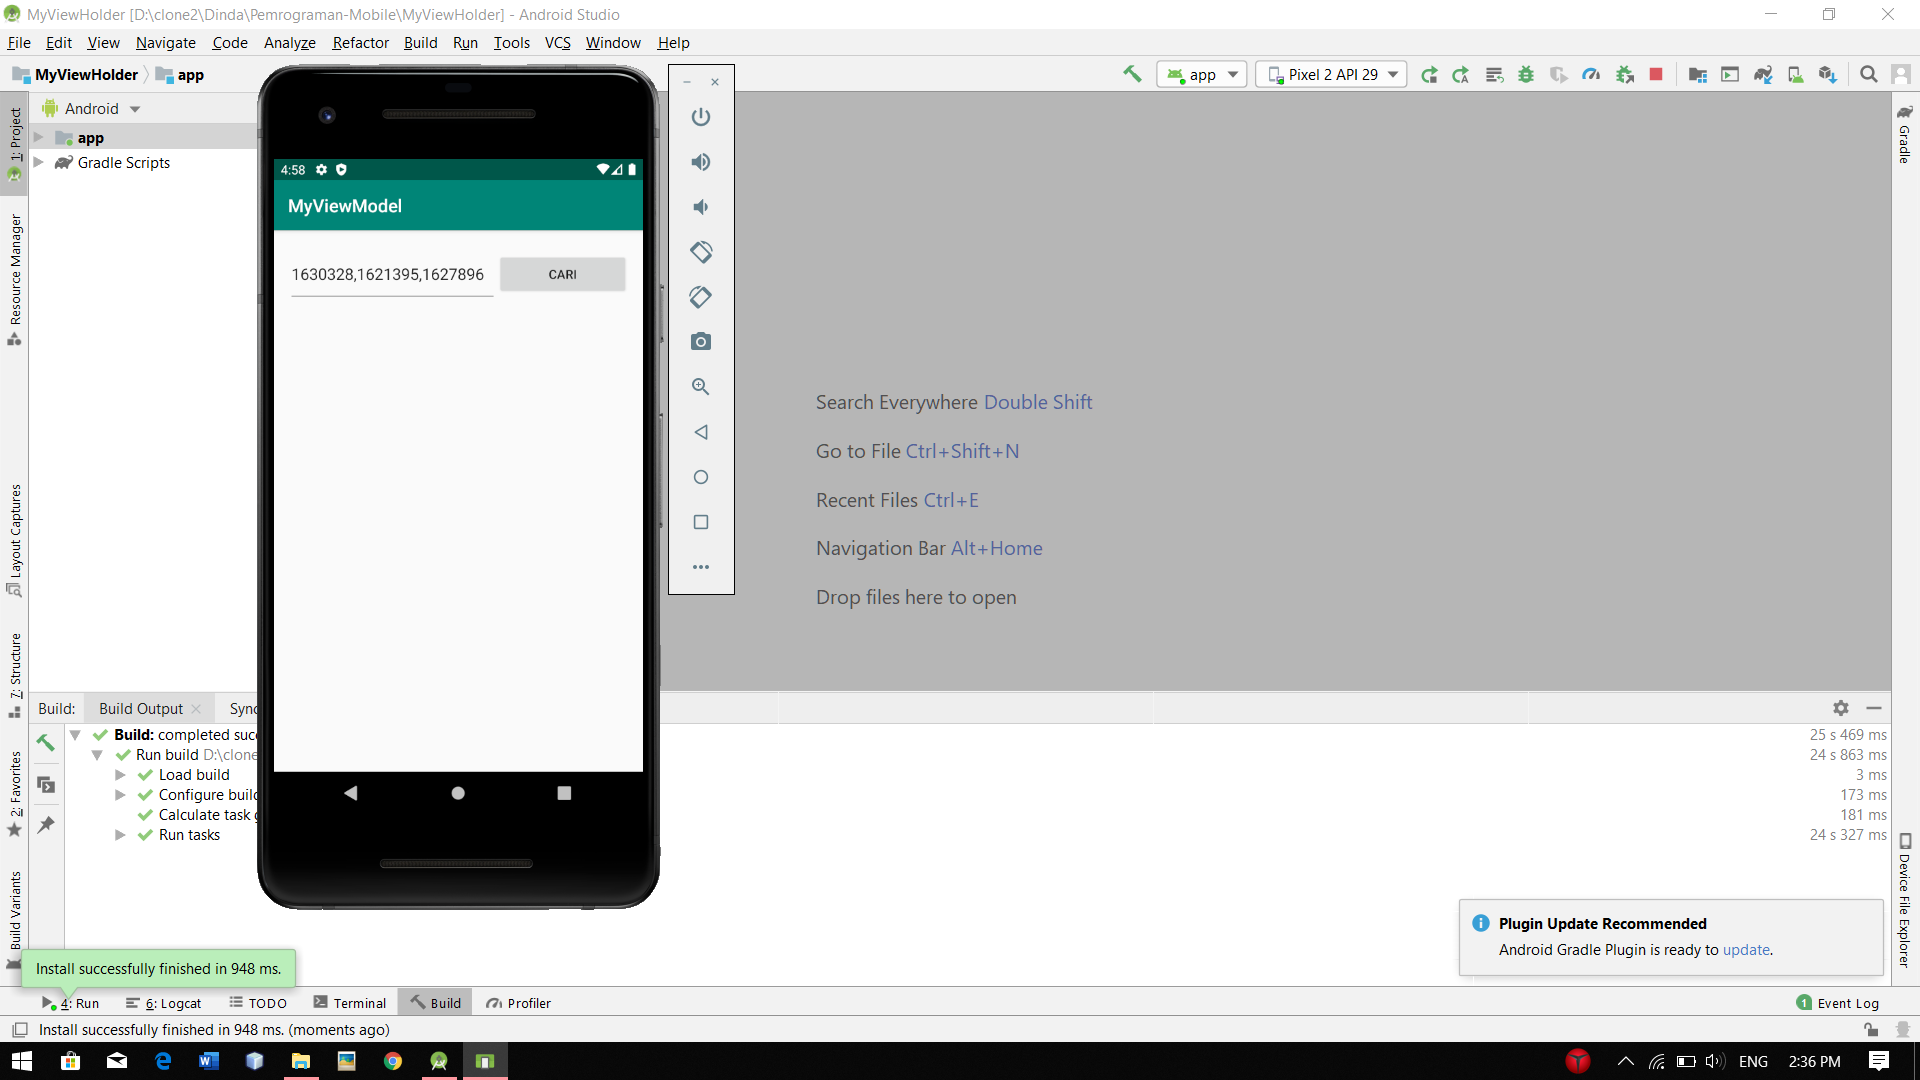 MyViewHolder [D:\clone2\Dinda\Pemrograman-Mobile\MyViewHolder] - Android Studio
File Edit View Navigate Code Analyze Refactor Build Run Tools VCS Window Help
MyViewHolder app
app
Pixel 2 API 29
1: Project
Resource Manager
Layout Captures
7: Structure
2: Favorites
Build Variants
Android
app
Gradle Scripts
4:58
MyViewModel
1630328,1621395,1627896
CARI
Search Everywhere Double Shift
Go to File Ctrl+Shift+N
Recent Files Ctrl+E
Navigation Bar Alt+Home
Drop files here to open
Gradle
Device File Explorer
Build: Build Output Sync
Build: completed succ 25 s 469 ms
Run build D:\clone 24 s 863 ms
Load build 3 ms
Configure build 173 ms
Calculate task g 181 ms
Run tasks 24 s 327 ms
Plugin Update Recommended
Android Gradle Plugin is ready to update.
Install successfully finished in 948 ms.
4: Run 6: Logcat TODO Terminal Build Profiler 1 Event Log
Install successfully finished in 948 ms. (moments ago)
ENG 2:36 PM